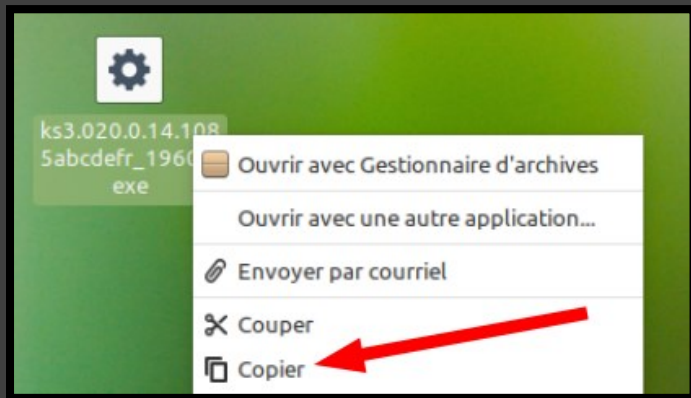 ks3.020.0.14.108
5abcdefr_1960
exe
Ouvrir avec Gestionnaire d'archives
Ouvrir avec une autre application...
Envoyer par courriel
Couper
Copier